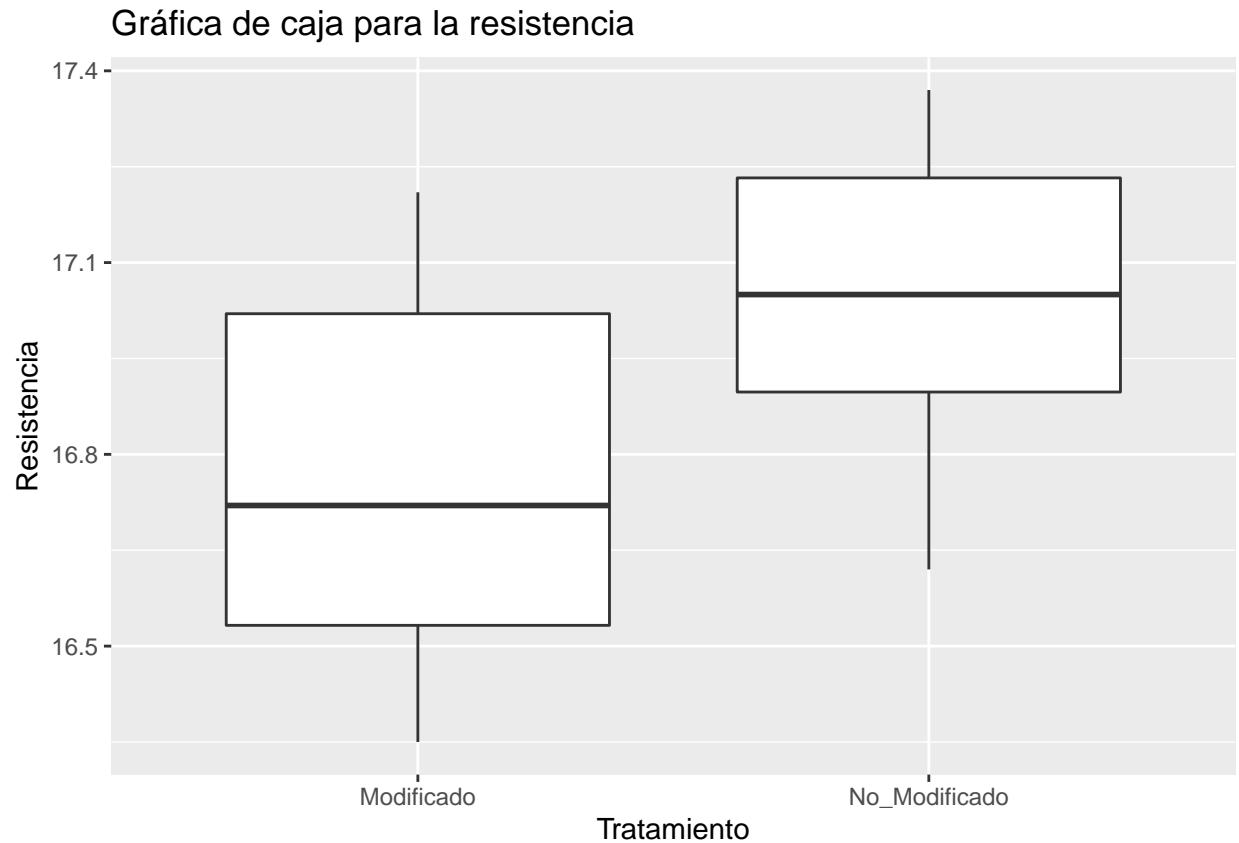 Gráfica de caja para la resistencia
17.4
17.1
16.8
16.5
Resistencia
Modificado No_Modificado
Tratamiento